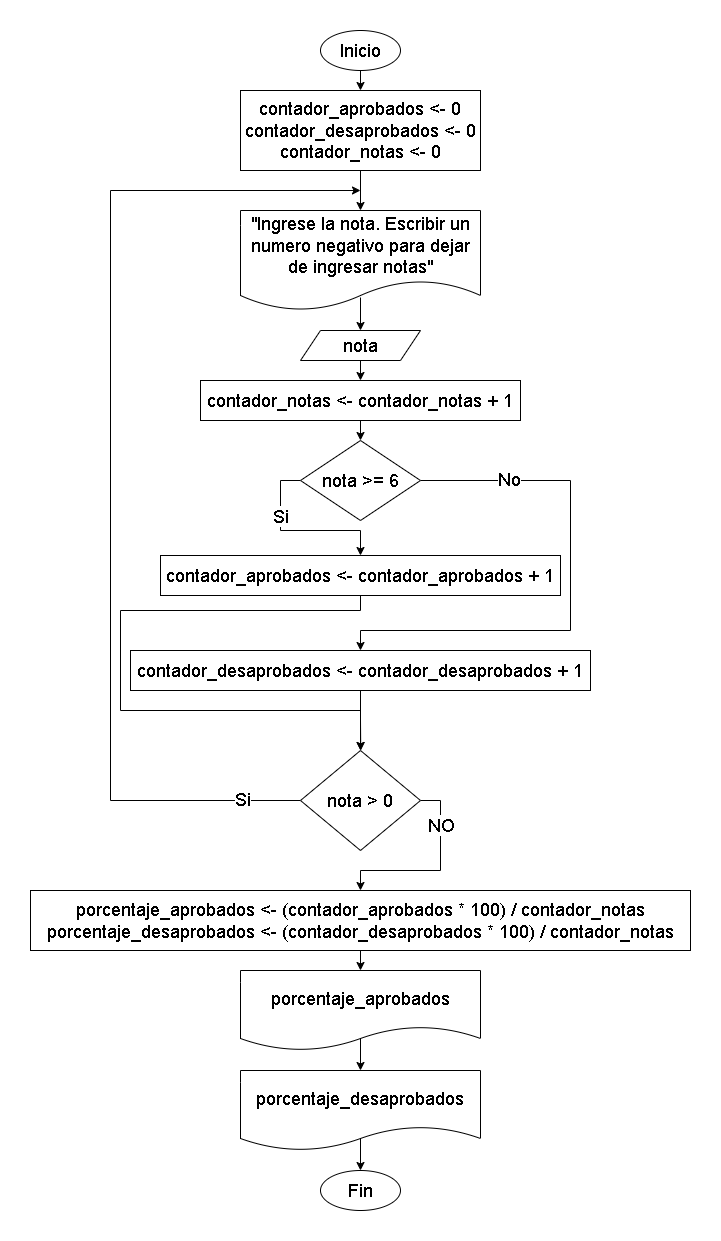 Inicio
contador_aprobados <- 0
contador_desaprobados <- 0
contador_notas <- 0
"Ingrese la nota. Escribir un
numero negativo para dejar
de ingresar notas"
nota
contador_notas <- contador_notas + 1
nota >= 6
No
Si
contador_aprobados <- contador_aprobados + 1
contador_desaprobados <- contador_desaprobados + 1
nota > 0
Si
NO
porcentaje_aprobados <- (contador_aprobados * 100) / contador_notas
porcentaje_desaprobados <- (contador_desaprobados * 100) / contador_notas
porcentaje_aprobados
porcentaje_desaprobados
Fin